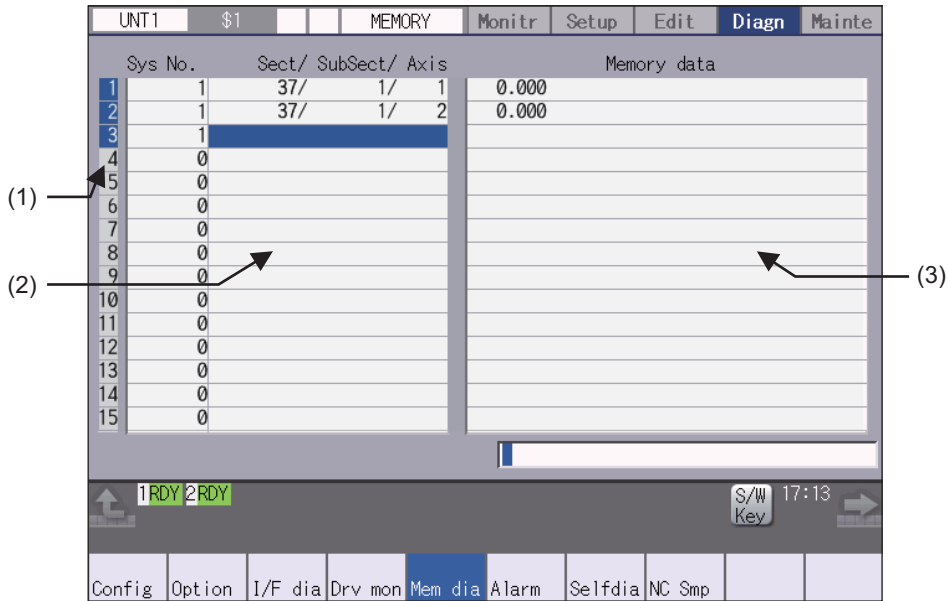 UNT1 $1 MEMORY Monitr Setup Edit Diagn Mainte
Sys No. Sect/ SubSect/ Axis Memory data
1 1 37/ 1/ 1 0.000
2 1 37/ 1/ 2 0.000
3 1
4 0
(1) 5 0
6 0
7 0
8 0
(2) 9 0 (3)
10 0
11 0
12 0
13 0
14 0
15 0
1RDY 2RDY S/W Key 17:13
Config Option I/F dia Drv mon Mem dia Alarm Selfdia NC Smp